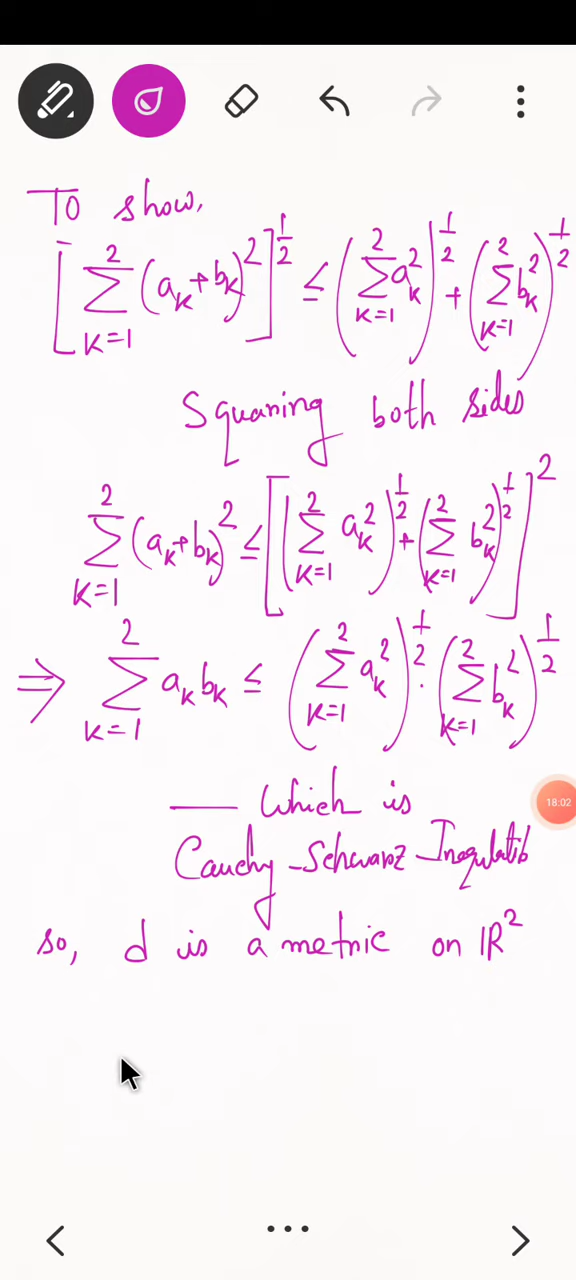 To show,
[∑_{K=1}^{2} (a_K+b_K)^2]^{1/2} ≤ (∑_{K=1}^{2} a_K^2)^{1/2} + (∑_{K=1}^{2} b_K^2)^{1/2}
Squaring both sides
∑_{K=1}^{2} (a_K+b_K)^2 ≤ [(∑_{K=1}^{2} a_K^2)^{1/2} + (∑_{K=1}^{2} b_K^2)^{1/2}]^2
⇒ ∑_{K=1}^{2} a_K b_K ≤ (∑_{K=1}^{2} a_K^2)^{1/2} · (∑_{K=1}^{2} b_K^2)^{1/2}
18:02
— Which is
Cauchy-Schwarz
so, d is a metric on ℝ^2